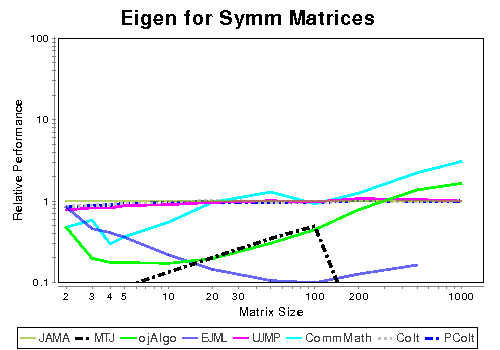 Eigen for Symm Matrices
100
10
1
0.1
Relative Performance
2 3 4 5 10 20 30 100 200 1000
Matrix Size
JAMA MTJ ojAlgo EJML UJMP CommMath Colt PColt